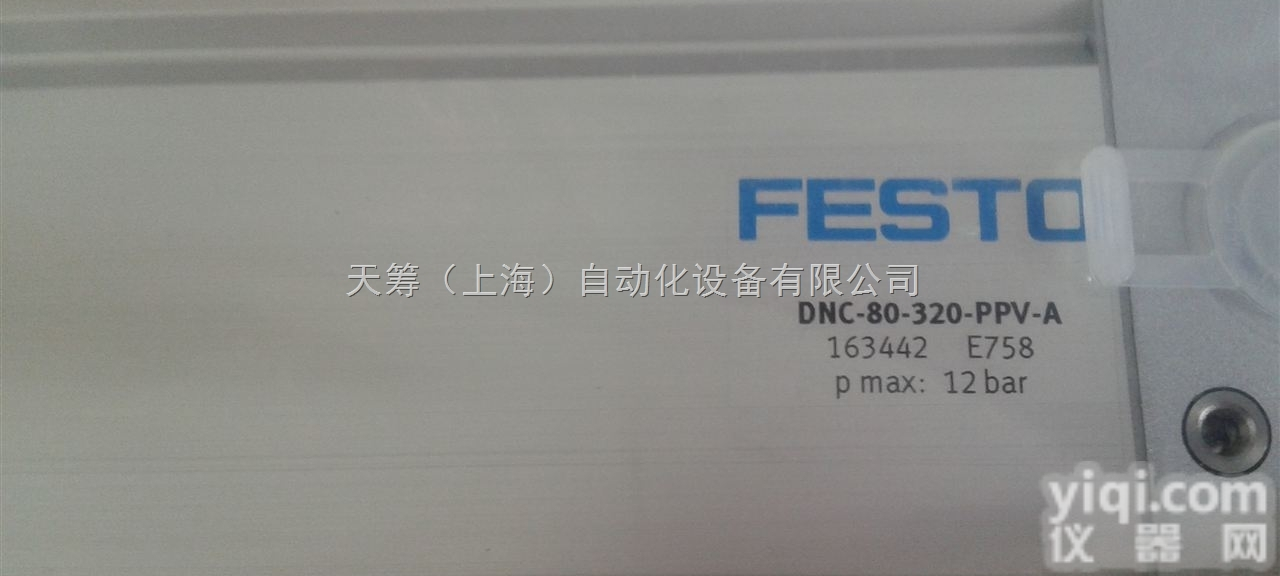 FESTO
天筹（上海）自动化设备有限公司
DNC-80-320-PPV-A
163442 E758
p max: 12 bar
yiqi.com
仪器网